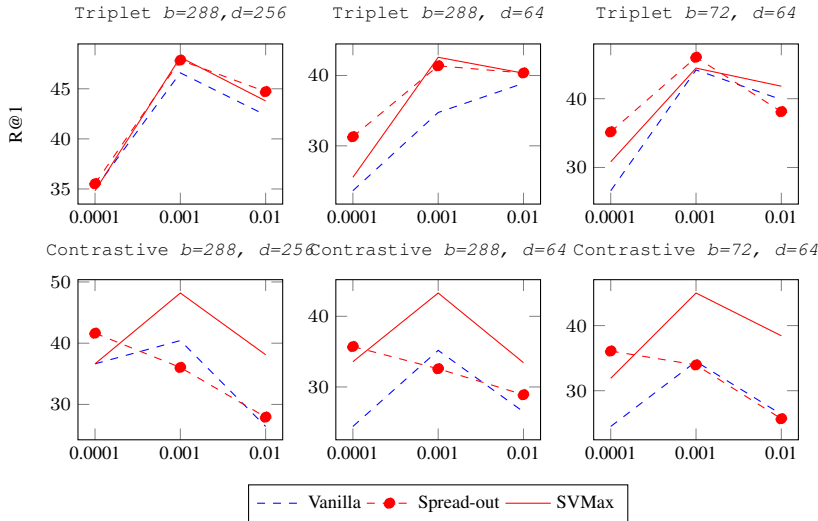 Triplet b=288,d=256
Triplet b=288, d=64
Triplet b=72, d=64
R@1
45
40
35
0.0001 0.001 0.01
40
30
0.0001 0.001 0.01
40
30
0.0001 0.001 0.01
Contrastive b=288, d=256
Contrastive b=288, d=64
Contrastive b=72, d=64
50
40
30
0.0001 0.001 0.01
40
30
0.0001 0.001 0.01
40
30
0.0001 0.001 0.01
Vanilla Spread-out SVMax